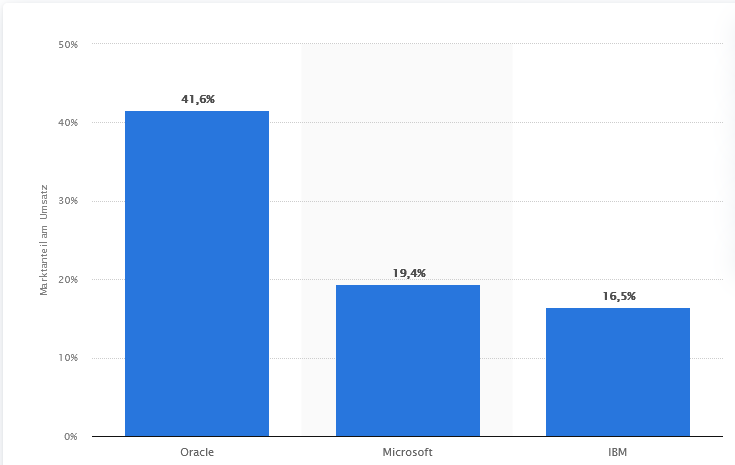 50%
41,6%
40%
30%
Marktanteil am Umsatz
20%
19,4%
16,5%
10%
0%
Oracle
Microsoft
IBM